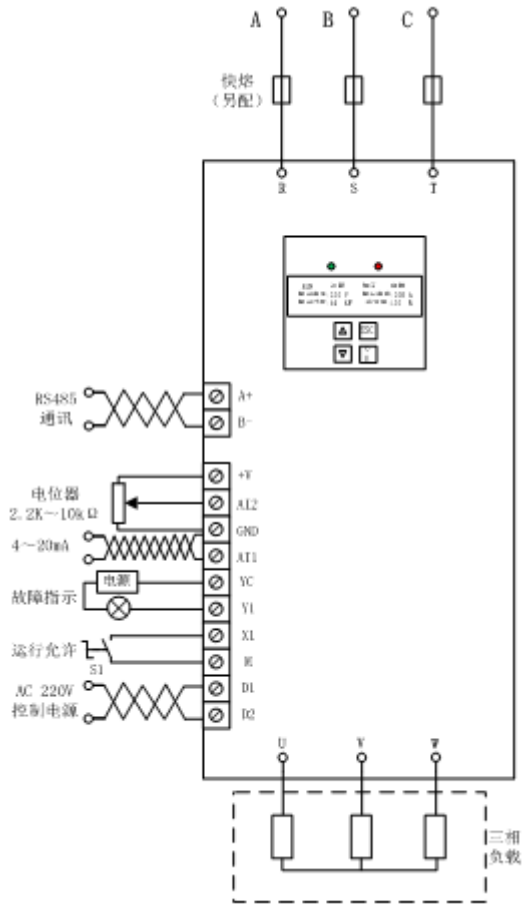 A B C
快熔
(另配)
R S T
RS485
通讯
A+
B-
电位器
2.2K~10kΩ
4~20mA
+V
AI2
GND
AI1
电源
故障指示
YC
Y1
运行允许
S1
X1
M
AC 220V
控制电源
D1
D2
U V W
三相
负载